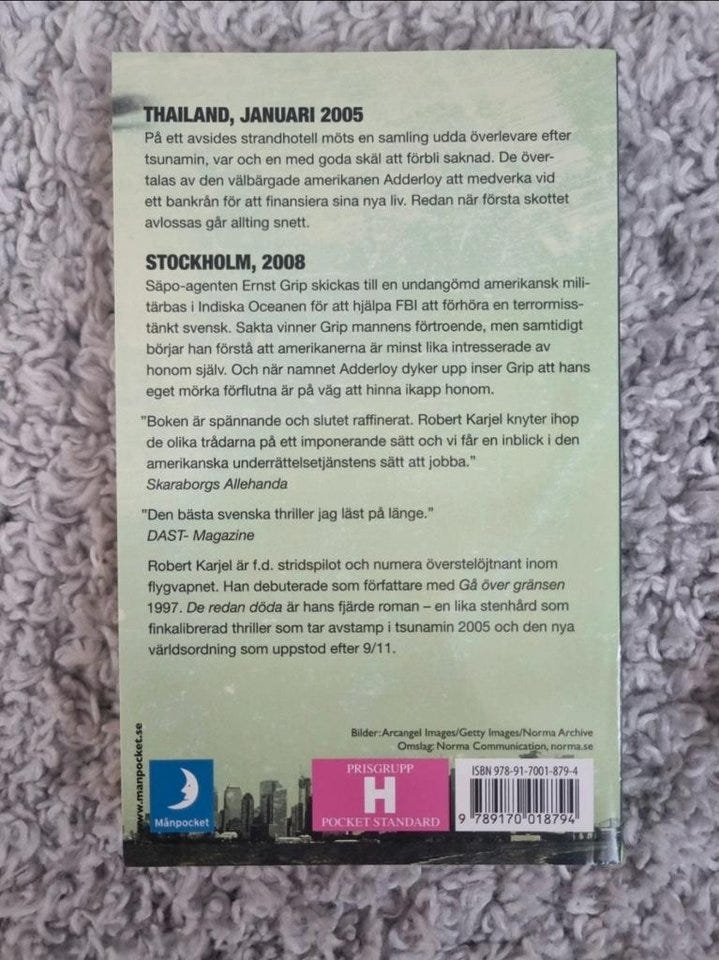 THAILAND, JANUARI 2005
På ett avsides strandhotell möts en samling udda överlevare efter
tsunamin, var och en med goda skäl att förbli saknad. De över-
talas av den välbärgade amerikanen Adderloy att medverka vid
ett bankrån för att finansiera sina nya liv. Redan när första skottet
avlossas går allting snett.
STOCKHOLM, 2008
Säpo-agenten Ernst Grip skickas till en undangömd amerikansk mili-
tärbas i Indiska Oceanen för att hjälpa FBI att förhöra en terrormiss-
tänkt svensk. Sakta vinner Grip mannens förtroende, men samtidigt
börjar han förstå att amerikanerna är minst lika intresserade av
honom själv. Och när namnet Adderloy dyker upp inser Grip att hans
eget mörka förflutna är på väg att hinna ikapp honom.
"Boken är spännande och slutet raffinerat. Robert Karjel knyter ihop
de olika trådarna på ett imponerande sätt och vi får en inblick i den
amerikanska underrättelsetjänstens sätt att jobba."
Skaraborgs Allehanda
"Den bästa svenska thriller jag läst på länge."
DAST- Magazine
Robert Karjel är f.d. stridspilot och numera överstelöjtnant inom
flygvapnet. Han debuterade som författare med Gå över gränsen
1997. De redan döda är hans fjärde roman – en lika stenhård som
finkalibrerad thriller som tar avstamp i tsunamin 2005 och den nya
världsordning som uppstod efter 9/11.
Bilder: Arcangel Images/Getty Images/Norma Archive
Omslag: Norma Communication, norma.se
www.manpocket.se
Månpocket
PRISGRUPP
H
POCKET STANDARD
ISBN 978-91-7001-879-4
9 789170 018794